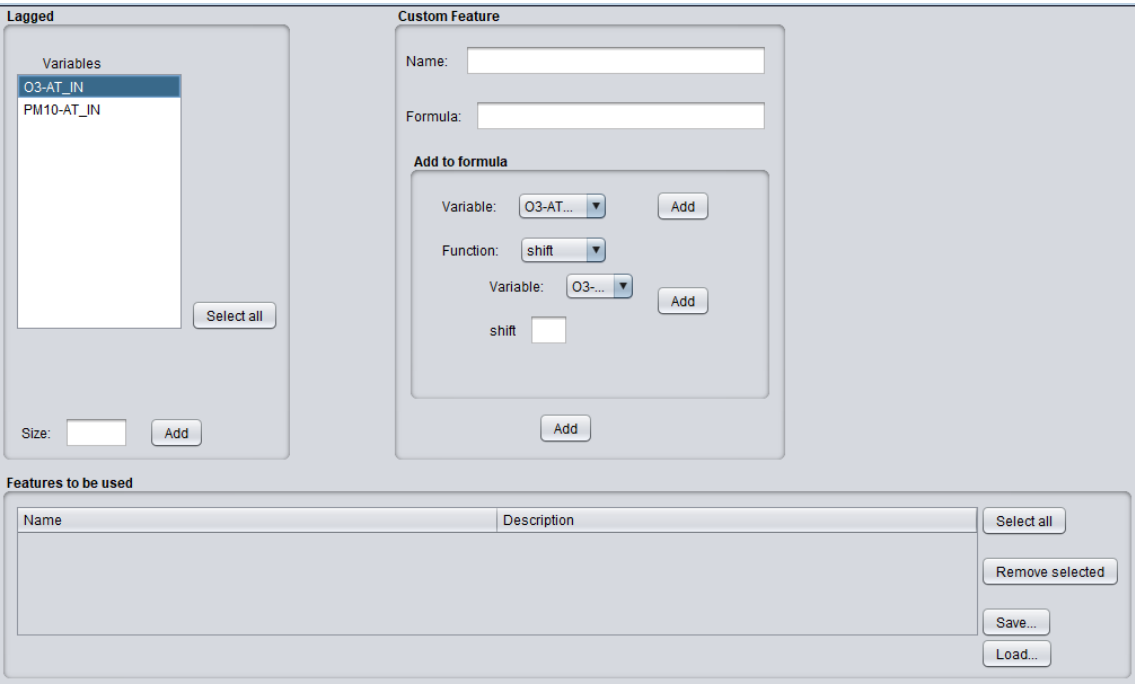 Lagged
Variables
O3-AT_IN
PM10-AT_IN
Select all
Size:
Add
Custom Feature
Name:
Formula:
Add to formula
Variable:
O3-AT...
Add
Function:
shift
Variable:
O3-...
Add
shift
Add
Features to be used
Name
Description
Select all
Remove selected
Save...
Load...